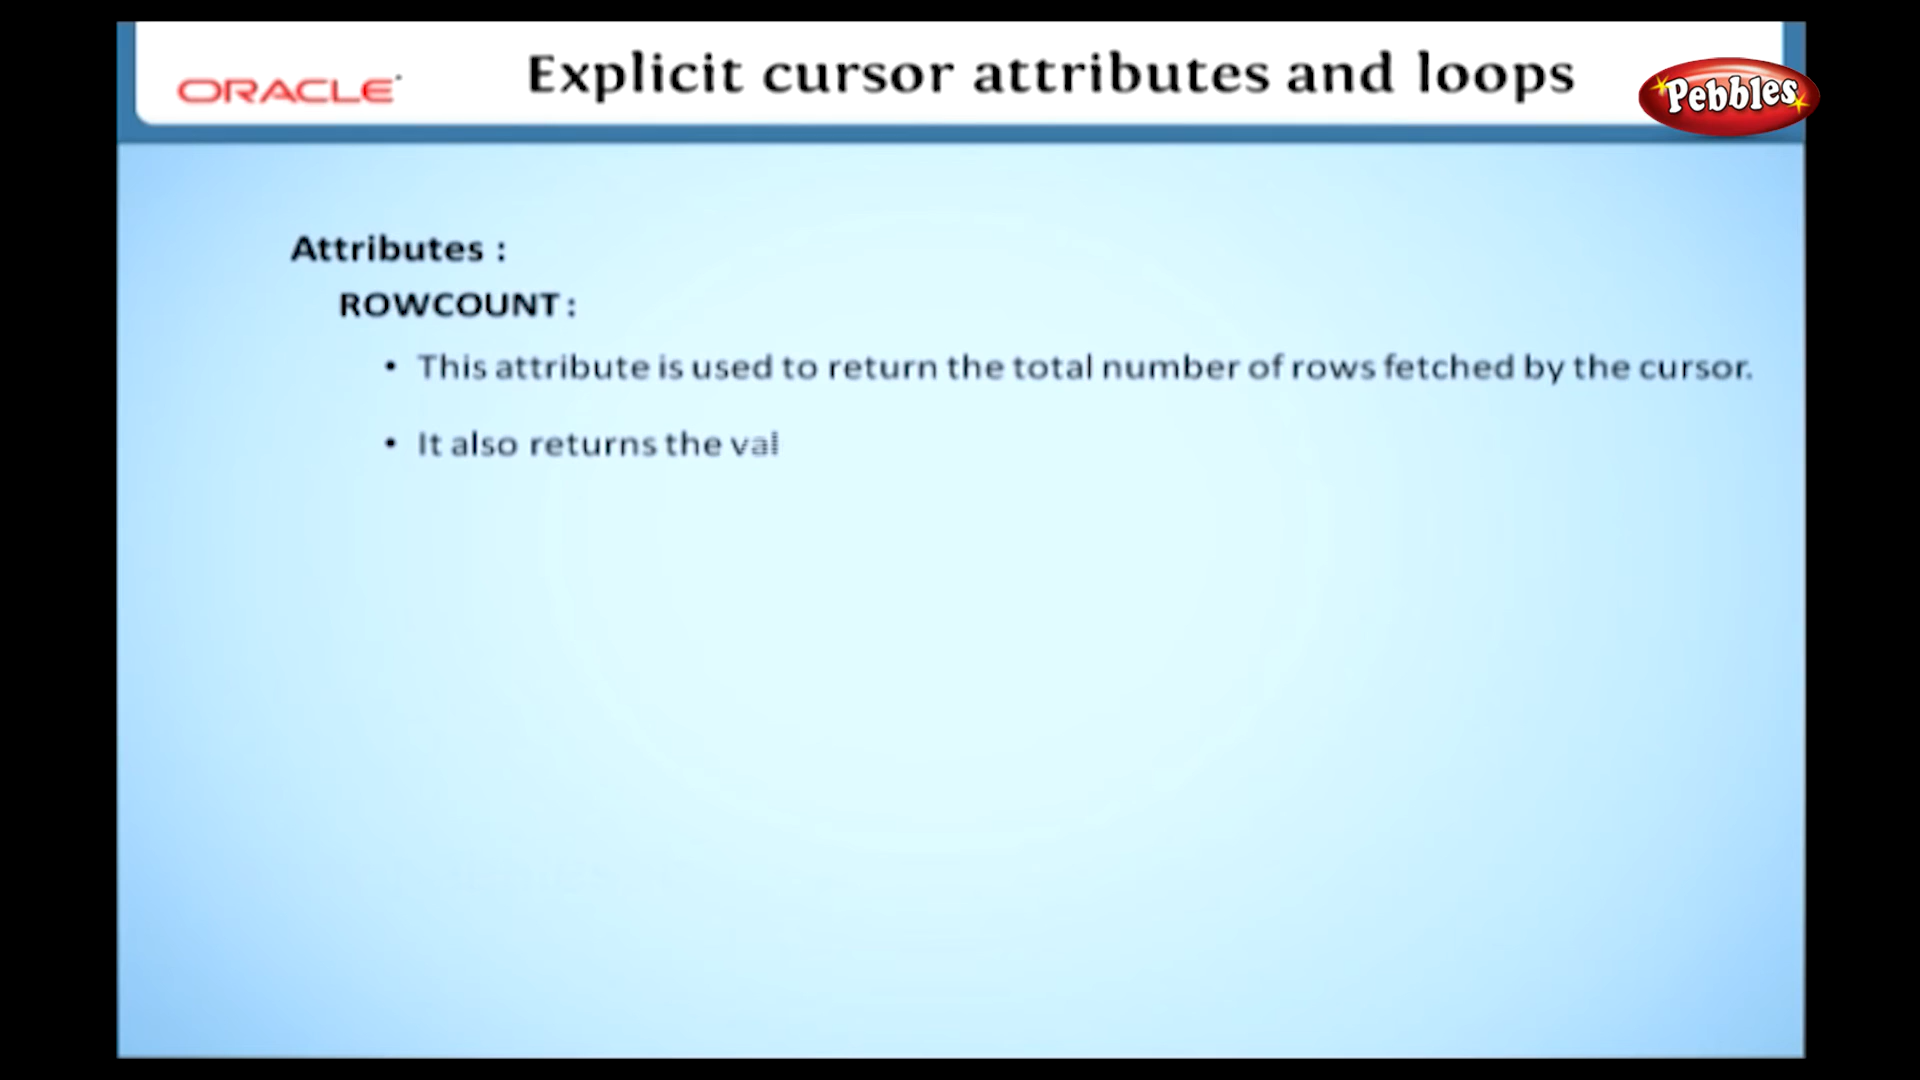 ORACLE
Explicit cursor attributes and loops
Pebbles
Attributes :
ROWCOUNT :
• This attribute is used to return the total number of rows fetched by the cursor.
• It also returns the val